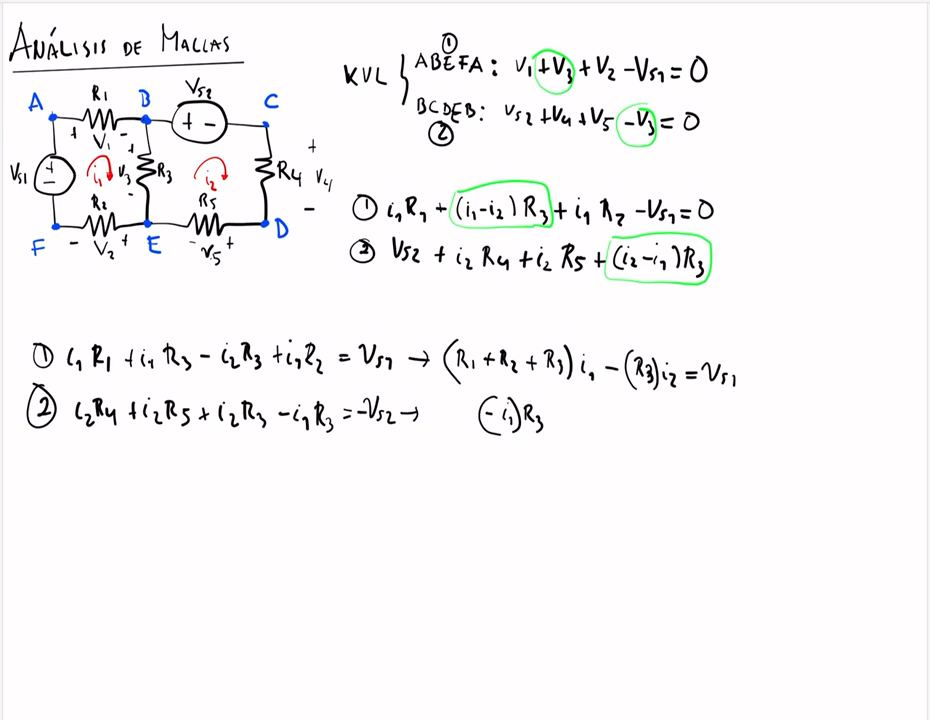 ANÁLISIS DE MALLAS
KVL { ① ABEFA: V₁ + V₃ + V₂ - Vs₁ = 0
BCDEB: Vs₂ + V₄ + V₅ - V₃ = 0
②
A R₁ B Vs₂ C
+ V₁ - + -
Vs₁ + - i₁ + V₃ - R₃ i₂ R₄ + V₄ -
R₂ R₅
F - V₂ + E - V₅ + D
① i₁R₁ + (i₁-i₂)R₃ + i₁R₂ - Vs₁ = 0
② Vs₂ + i₂R₄ + i₂R₅ + (i₂-i₁)R₃
① i₁R₁ + i₁R₃ - i₂R₃ + i₁R₂ = Vs₁ → (R₁ + R₂ + R₃) i₁ - (R₃) i₂ = Vs₁
② i₂R₄ + i₂R₅ + i₂R₃ - i₁R₃ = -Vs₂ → (-i₁)R₃